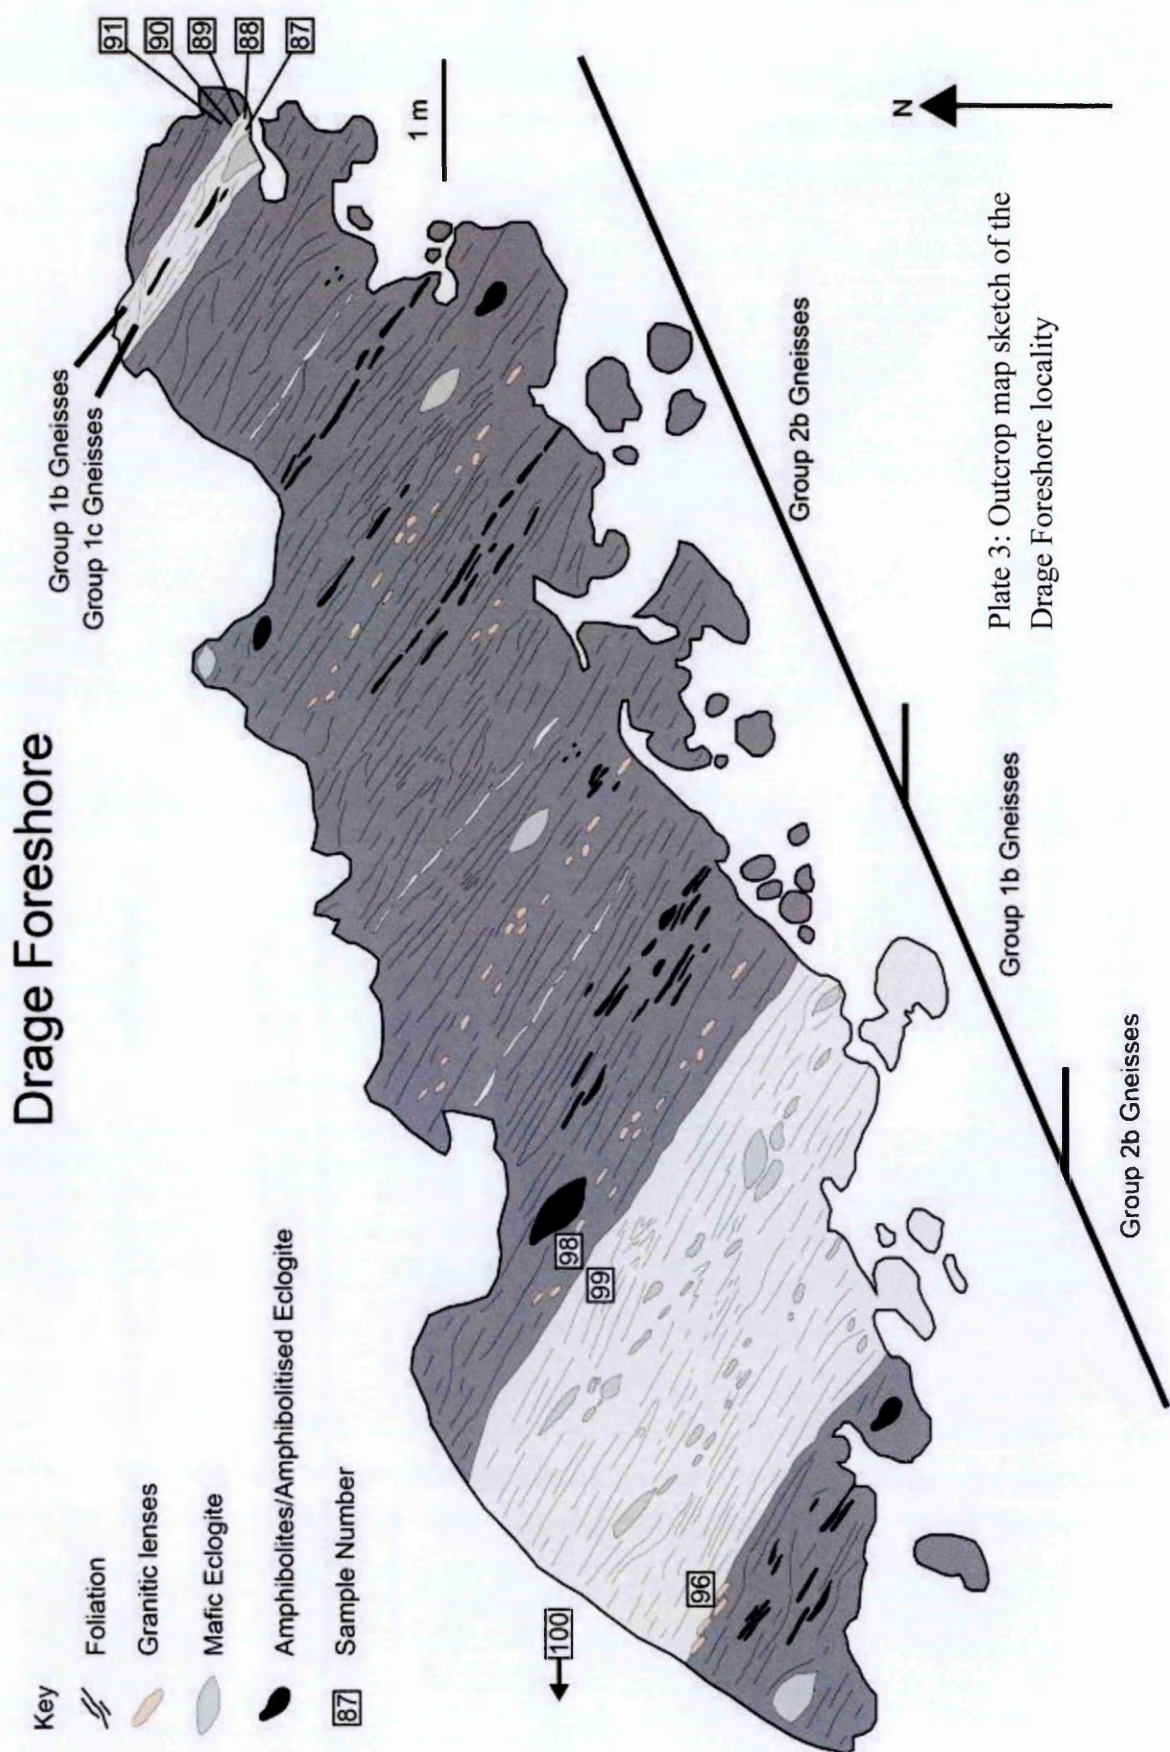 Drage Foreshore
Key
Foliation
Granitic lenses
Mafic Eclogite
Amphibolites/Amphibolitised Eclogite
87 Sample Number
Group 1b Gneisses
Group 1c Gneisses
91
90
89
88
87
1 m
N
98
99
96
100
Group 2b Gneisses
Group 1b Gneisses
Group 2b Gneisses
Plate 3: Outcrop map sketch of the
Drage Foreshore locality